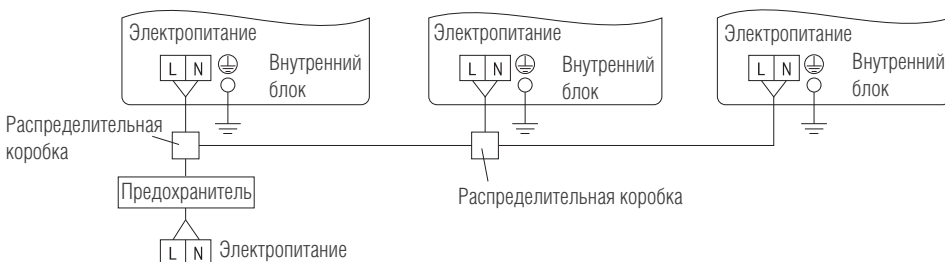 Электропитание
L N
Внутренний
блок
Электропитание
L N
Внутренний
блок
Электропитание
L N
Внутренний
блок
Распределительная
коробка
Распределительная коробка
Предохранитель
L N Электропитание